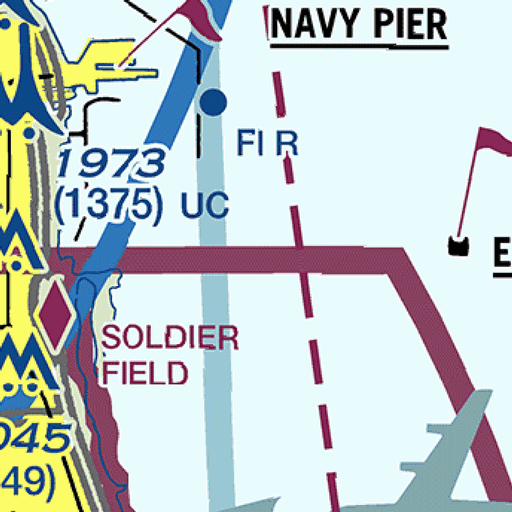 NAVY PIER
FI R
1973
(1375) UC
E
SOLDIER
FIELD
045
49)